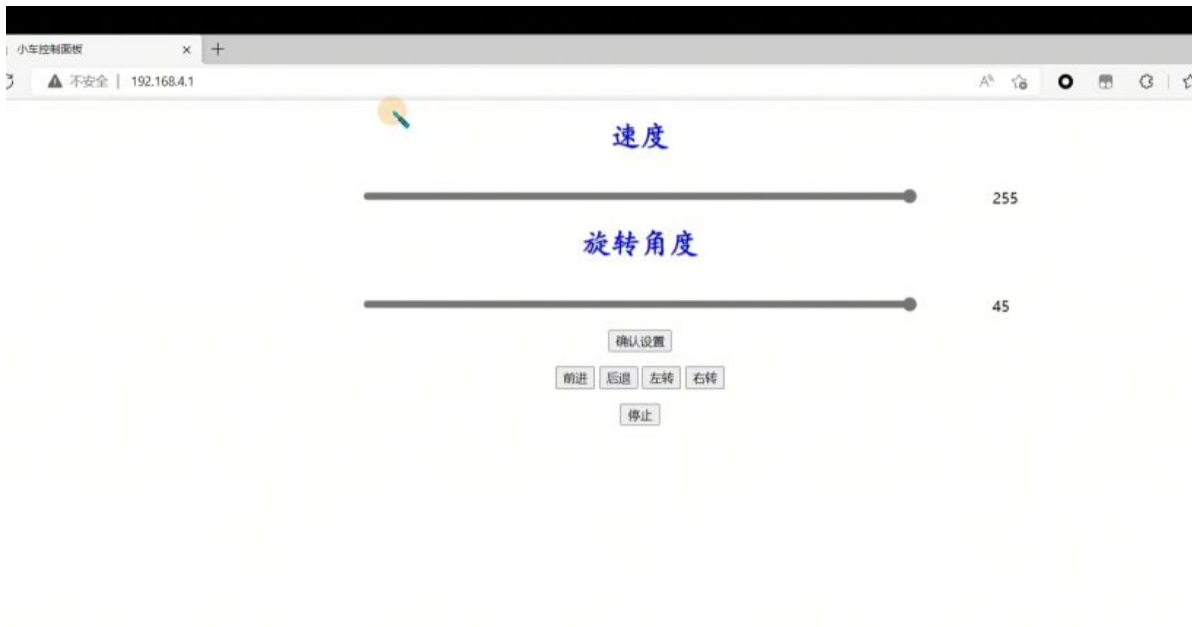 小车控制面板
不安全 | 192.168.4.1
速度
255
旋转角度
45
确认设置
前进 后退 左转 右转
停止